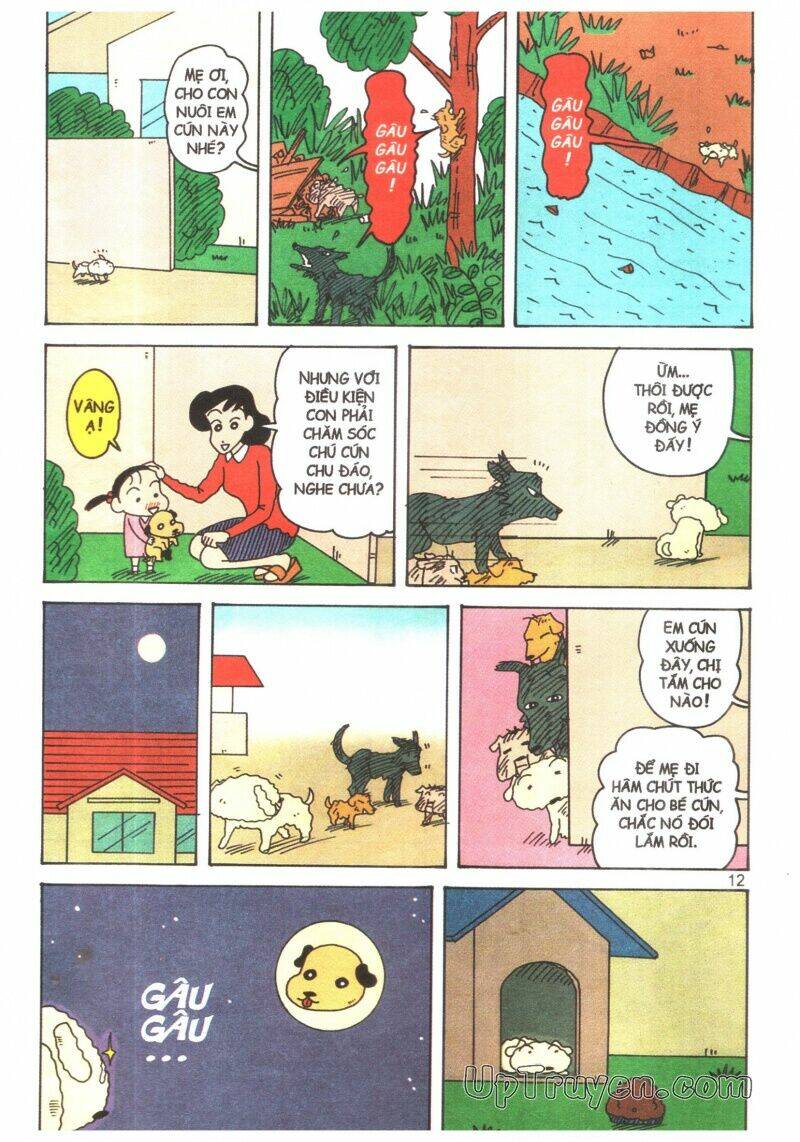 MẸ ƠI,
CHO CON
NUÔI EM
CÚN NÀY
NHÉ?
GÂU
GÂU
GÂU
!
GÂU
GÂU
GÂU
!
VÂNG
Ạ!
NHƯNG VỚI
ĐIỀU KIỆN
CON PHẢI
CHĂM SÓC
CHÚ CÚN
CHU ĐÁO,
NGHE CHƯA?
ỪM...
THÔI ĐƯỢC
RỒI, MẸ
ĐỒNG Ý
ĐẤY!
EM CÚN
XUỐNG
ĐÂY, CHỊ
TẮM CHO
NÀO!
ĐỂ MẸ ĐI
HÂM CHÚT THỨC
ĂN CHO BÉ CÚN,
CHẮC NÓ ĐÓI
LẮM RỒI.
12
GÂU
GÂU
...
UpTruyen.com